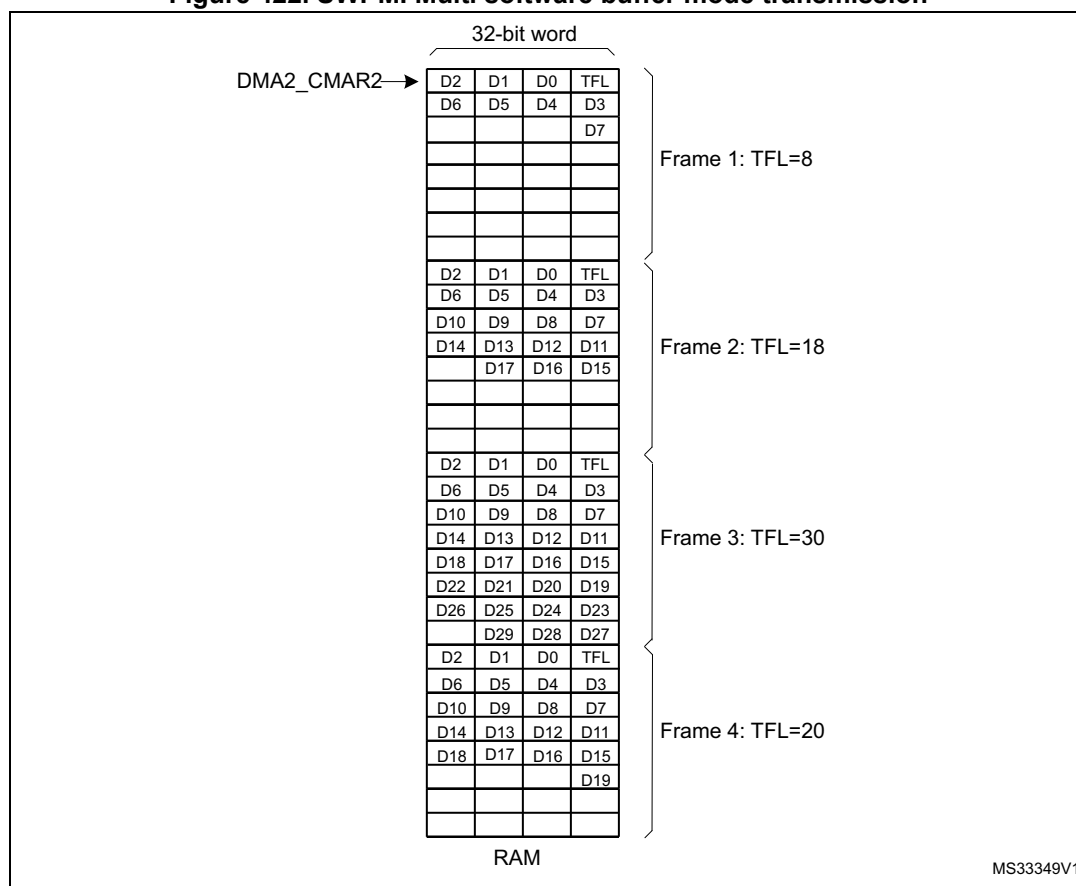 Figure 422. SWPMI Multi software buffer mode transmission
32-bit word
DMA2_CMAR2
D2 D1 D0 TFL
D6 D5 D4 D3
D7
Frame 1: TFL=8
D2 D1 D0 TFL
D6 D5 D4 D3
D10 D9 D8 D7
D14 D13 D12 D11
Frame 2: TFL=18
D17 D16 D15
D2 D1 D0 TFL
D6 D5 D4 D3
D10 D9 D8 D7
D14 D13 D12 D11
Frame 3: TFL=30
D18 D17 D16 D15
D22 D21 D20 D19
D26 D25 D24 D23
D29 D28 D27
D2 D1 D0 TFL
D6 D5 D4 D3
D10 D9 D8 D7
D14 D13 D12 D11
Frame 4: TFL=20
D18 D17 D16 D15
D19
RAM
MS33349V1